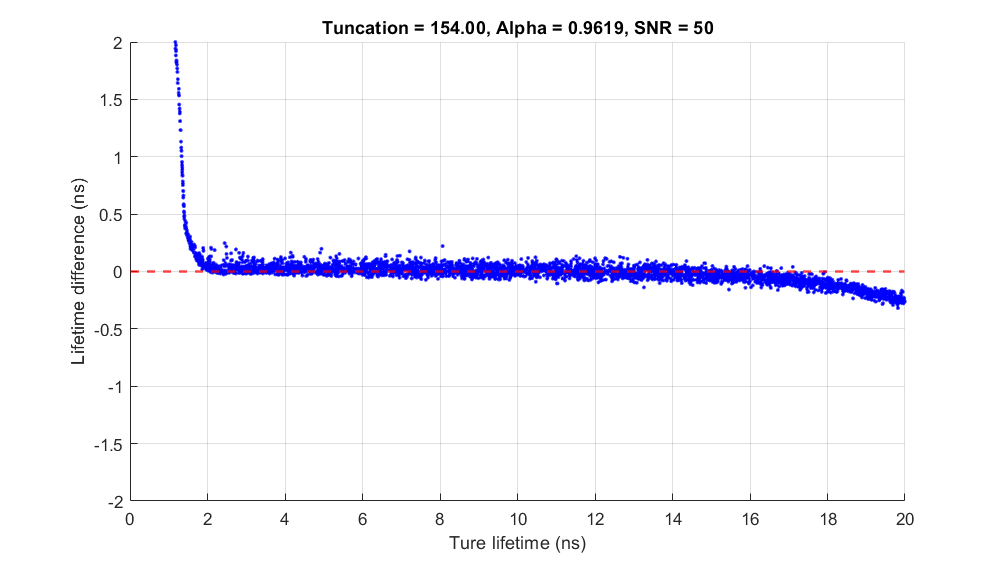 Tuncation = 154.00, Alpha = 0.9619, SNR = 50
2
1.5
1
0.5
0
-0.5
-1
-1.5
-2
Lifetime difference (ns)
0 2 4 6 8 10 12 14 16 18 20
Ture lifetime (ns)